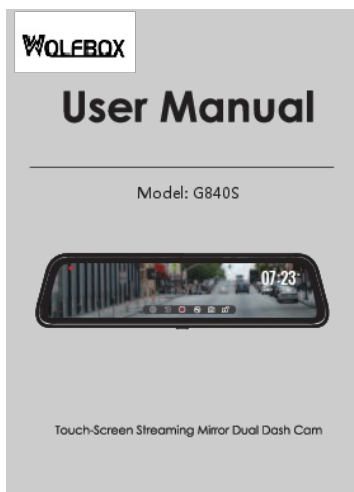 WOLFBOX
User Manual
Model: G840S
07:23
Touch-Screen Streaming Mirror Dual Dash Cam